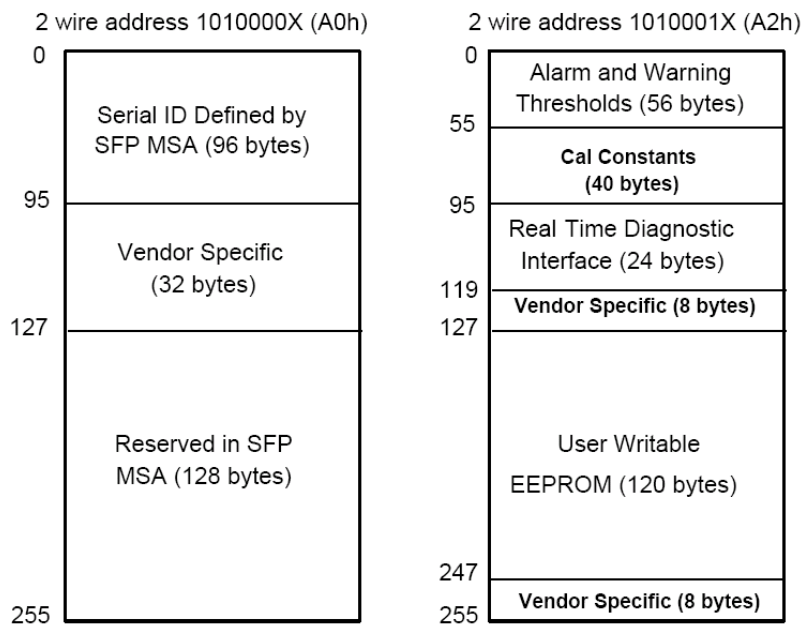 2 wire address 1010000X (A0h)
0
Serial ID Defined by
SFP MSA (96 bytes)
95
Vendor Specific
(32 bytes)
127
Reserved in SFP
MSA (128 bytes)
255
2 wire address 1010001X (A2h)
0
Alarm and Warning
Thresholds (56 bytes)
55
Cal Constants
(40 bytes)
95
Real Time Diagnostic
Interface (24 bytes)
119
Vendor Specific (8 bytes)
127
User Writable
EEPROM (120 bytes)
247
Vendor Specific (8 bytes)
255